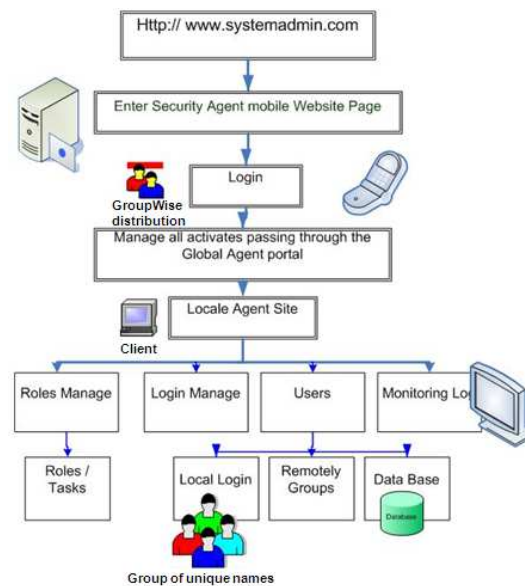 Http:// www.systemadmin.com
Enter Security Agent mobile Website Page
Login
GroupWise
distribution
Manage all activates passing through the
Global Agent portal
Locale Agent Site
Client
Roles Manage
Login Manage
Users
Monitoring Lo
Roles /
Tasks
Local Login
Remotely
Groups
Data Base
Database
Group of unique names